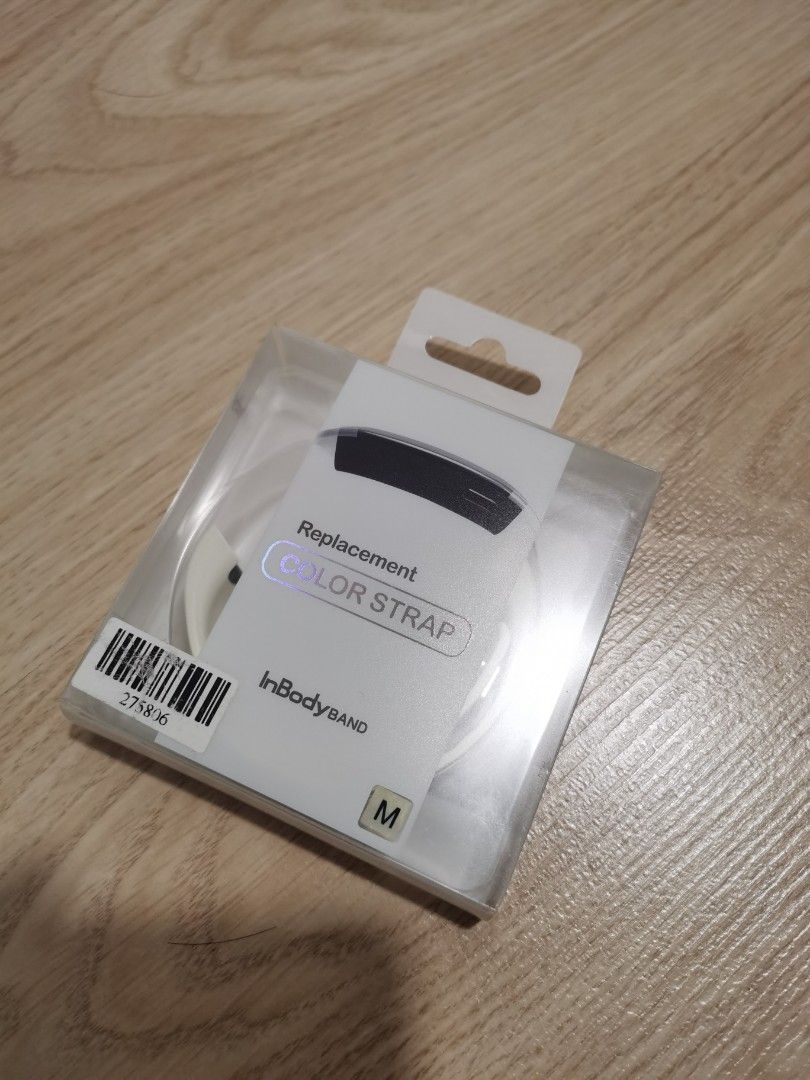 Replacement
COLOR STRAP
InBodyBAND
275806
M